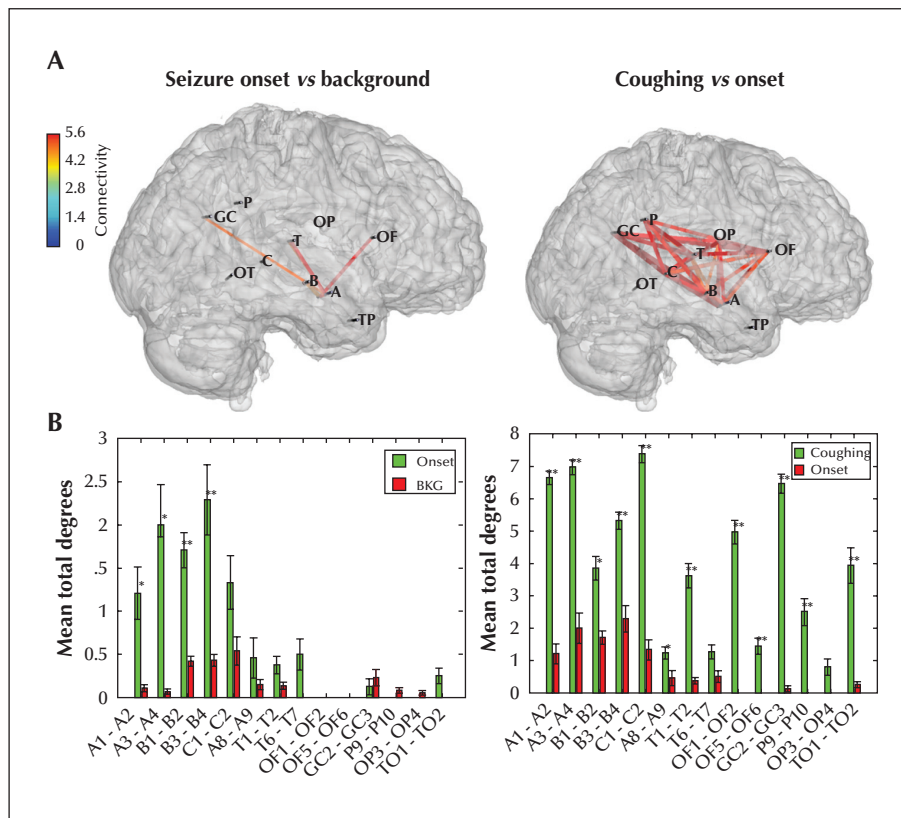 A
Seizure onset vs background
Coughing vs onset
5.6
4.2
2.8
1.4
0
Connectivity
P
GC
OP
T
OF
C
OT
B
A
TP
P
GC
OP
T
OF
C
OT
B
A
TP
B
Mean total degrees
3
2.5
2
.5
1
0.5
0
Onset
BKG
*
*
**
**
A1 - A2
A3 - A4
B1 - B2
B3 - B4
C1 - C2
A8 - A9
T1 - T2
T6 - T7
OF1 - OF2
OF5 - OF6
GC2 - GC3
P9 - P10
OP3 - OP4
TO1 - TO2
Mean total degrees
8
7
6
5
4
3
2
1
0
Coughing
Onset
**
**
*
**
**
*
**
**
**
**
**
**
A1 - A2
A3 - A4
B1 - B2
B3 - B4
C1 - C2
A8 - A9
T1 - T2
T6 - T7
OF1 - OF2
OF5 - OF6
GC2 - GC3
P9 - P10
OP3 - OP4
TO1 - TO2